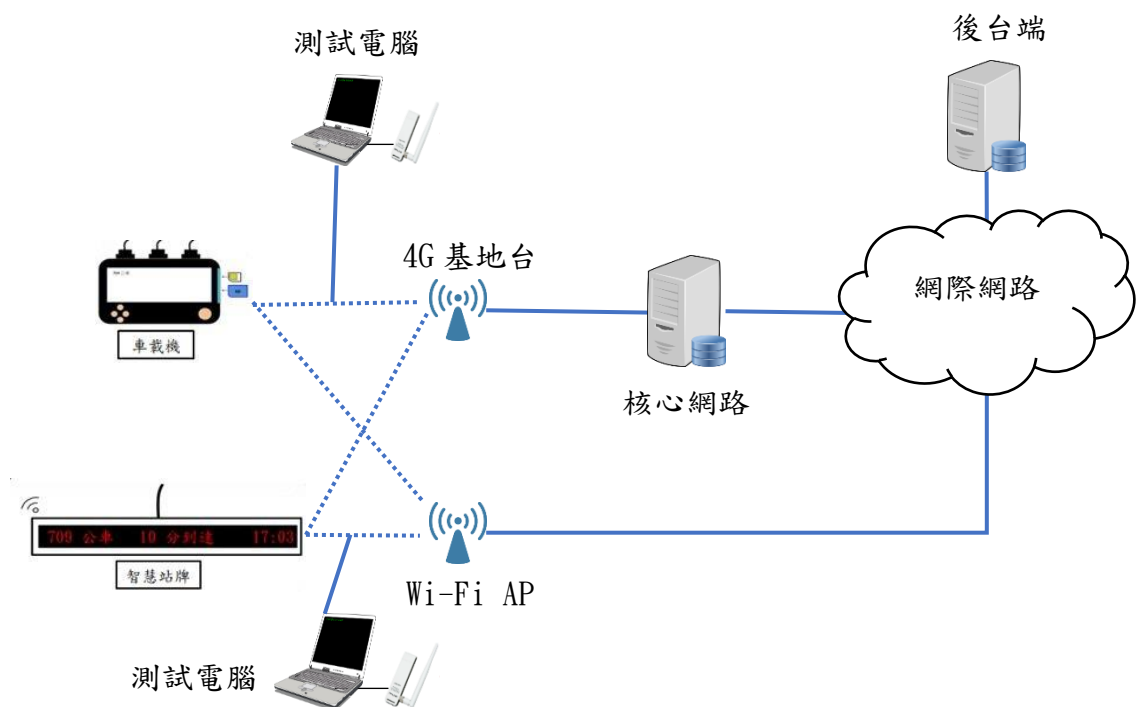 測試電腦
後台端
4G 基地台
網際網路
車載機
核心網路
709 公車 10 分到達 17:03
智慧站牌
Wi-Fi AP
測試電腦